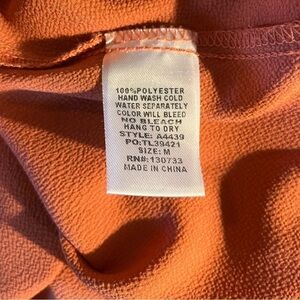 100%POLYESTER
HAND WASH COLD
WATER SEPARATELY
COLOR WILL BLEED
NO BLEACH
HANG TO DRY
STYLE: A4439
PO:TL39421
SIZE: M
RN#: 130733
MADE IN CHINA